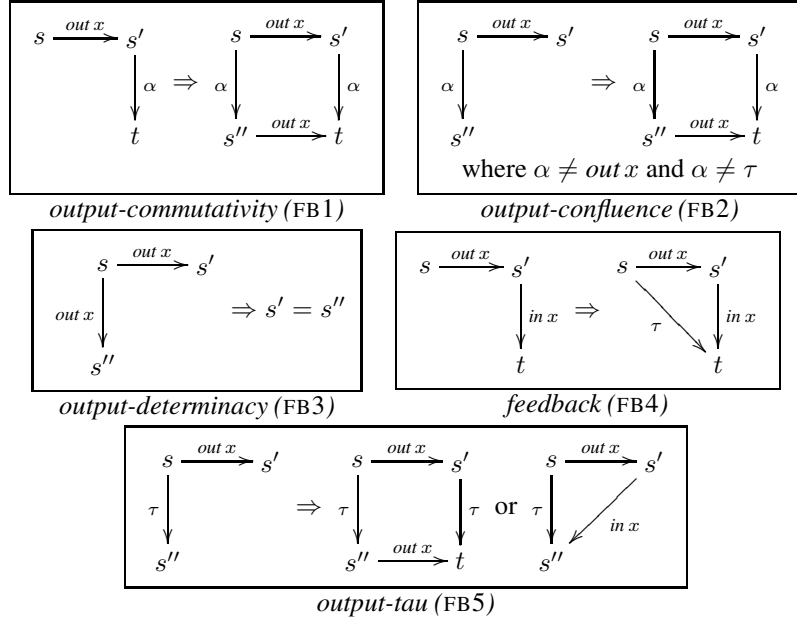 s out x s′ s out x s′
α ⇒ α α
t s′′ out x t
output-commutativity (FB1)
s out x s′ s out x s′
α ⇒ α α
s′′ s′′ out x t
where α ≠ out x and α ≠ τ
output-confluence (FB2)
s out x s′
out x ⇒ s′ = s′′
s′′
output-determinacy (FB3)
s out x s′ s out x s′
in x ⇒ τ in x
t t
feedback (FB4)
s out x s′ s out x s′ s out x s′
τ ⇒ τ τ or τ in x
s′′ s′′ out x t s′′
output-tau (FB5)